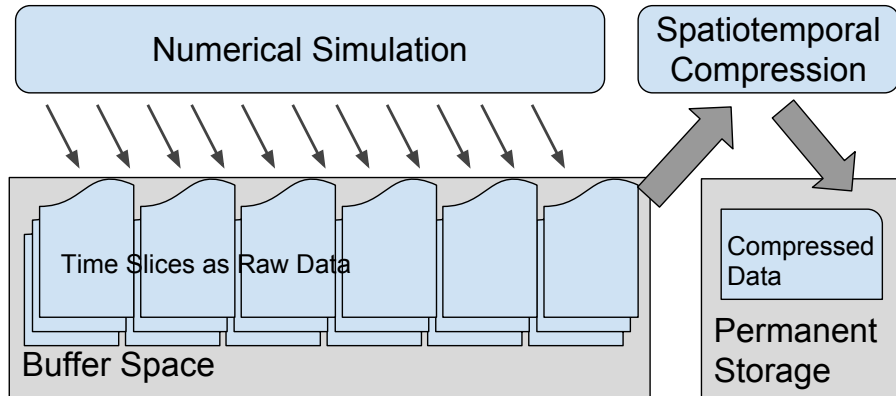 Numerical Simulation
Spatiotemporal
Compression
Time Slices as Raw Data
Buffer Space
Compressed
Data
Permanent
Storage